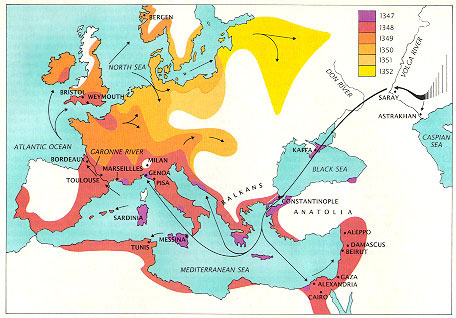 BERGEN
NORTH SEA
BRISTOL
WEYMOUTH
ATLANTIC OCEAN
GARONNE RIVER
BORDEAUX
TOULOUSE
MARSEILLLES
MILAN
GENOA
PISA
SARDINIA
MESSINA
TUNIS
MEDITERRANEAN SEA
BALKANS
CONSTANTINOPLE
ANATOLIA
KAFFA
BLACK SEA
DON RIVER
VOLGA RIVER
SARAY
ASTRAKHAN
CASPIAN
SEA
ALEPPO
DAMASCUS
BEIRUT
GAZA
ALEXANDRIA
CAIRO
1347
1348
1349
1350
1351
1352